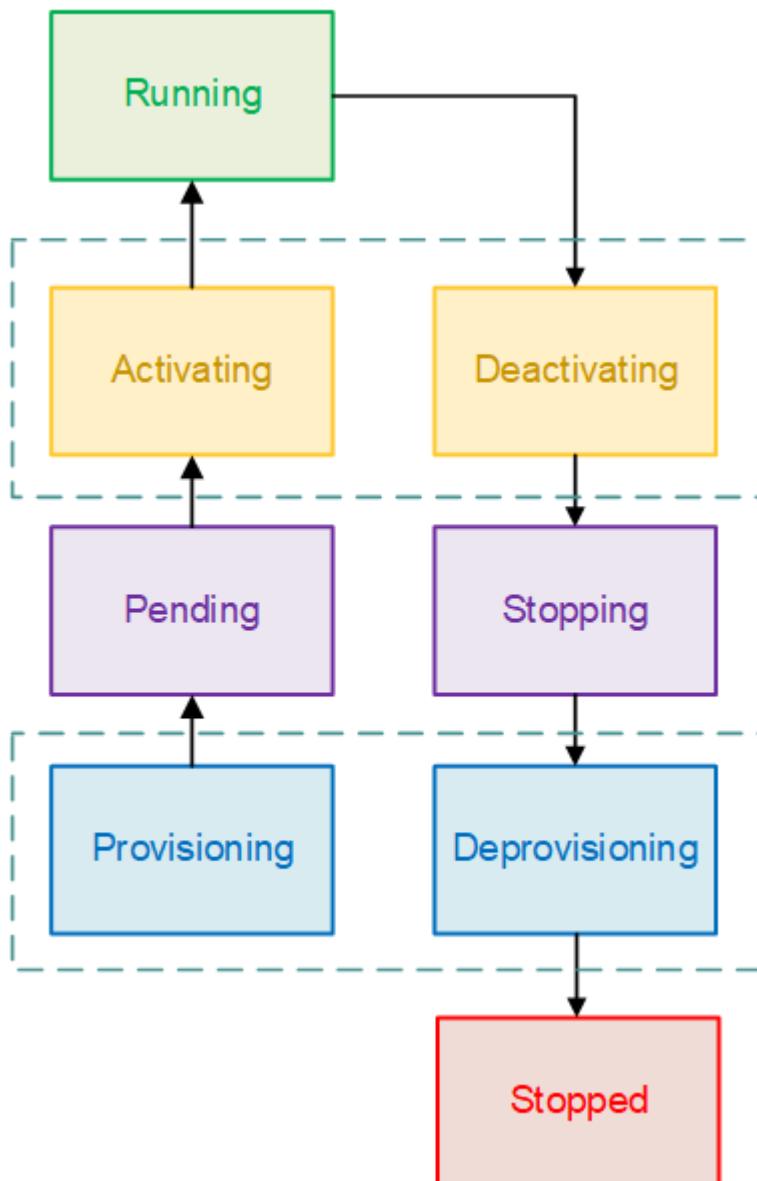 Running
Activating
Deactivating
Pending
Stopping
Provisioning
Deprovisioning
Stopped